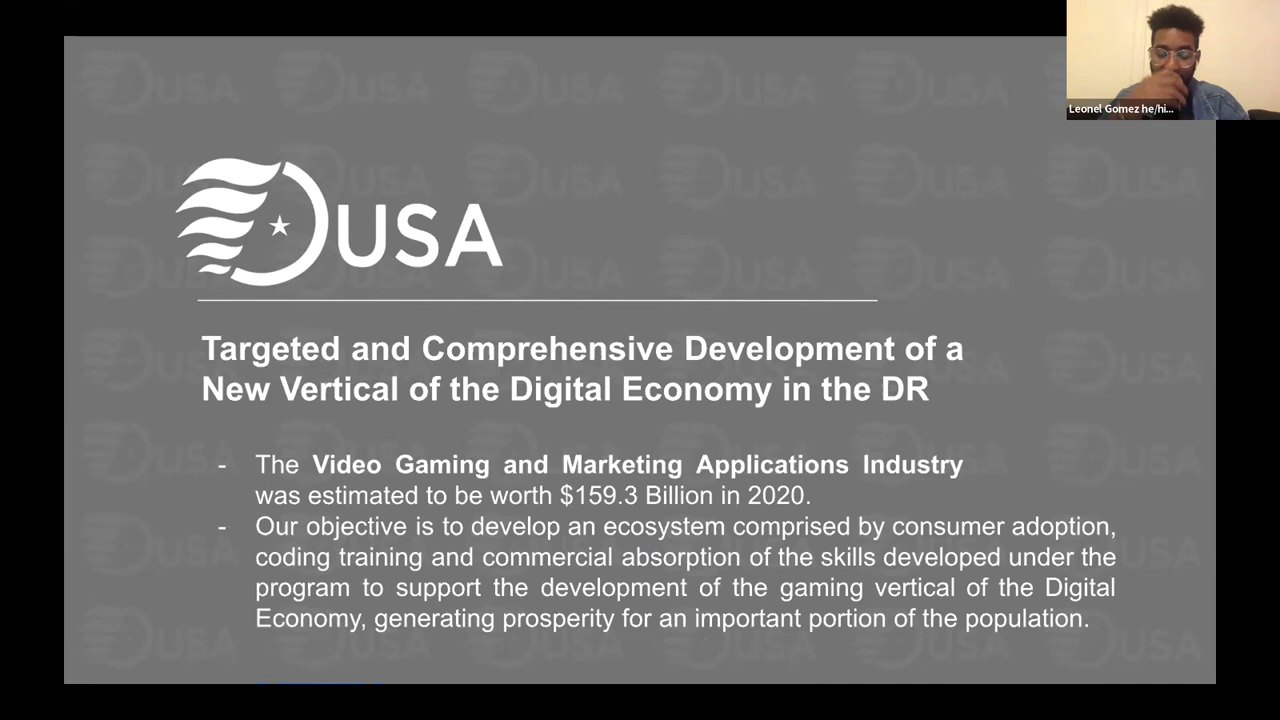 Leonel Gomez he/hi...
USA
Targeted and Comprehensive Development of a
New Vertical of the Digital Economy in the DR
- The Video Gaming and Marketing Applications Industry
was estimated to be worth $159.3 Billion in 2020.
- Our objective is to develop an ecosystem comprised by consumer adoption,
coding training and commercial absorption of the skills developed under the
program to support the development of the gaming vertical of the Digital
Economy, generating prosperity for an important portion of the population.